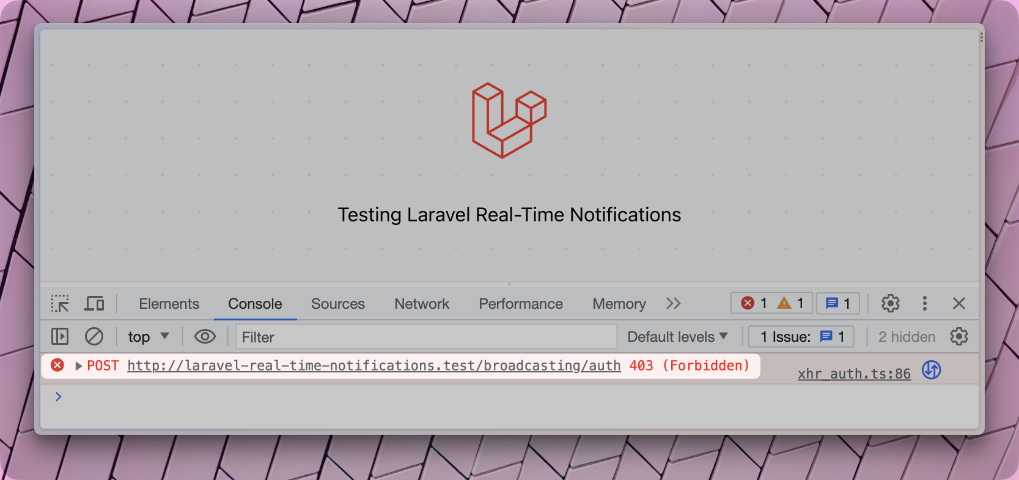 Testing Laravel Real-Time Notifications
Elements Console Sources Network Performance Memory 1 1 1
top Filter Default levels 1 Issue: 1 2 hidden
POST http://laravel-real-time-notifications.test/broadcasting/auth 403 (Forbidden) xhr_auth.ts:86